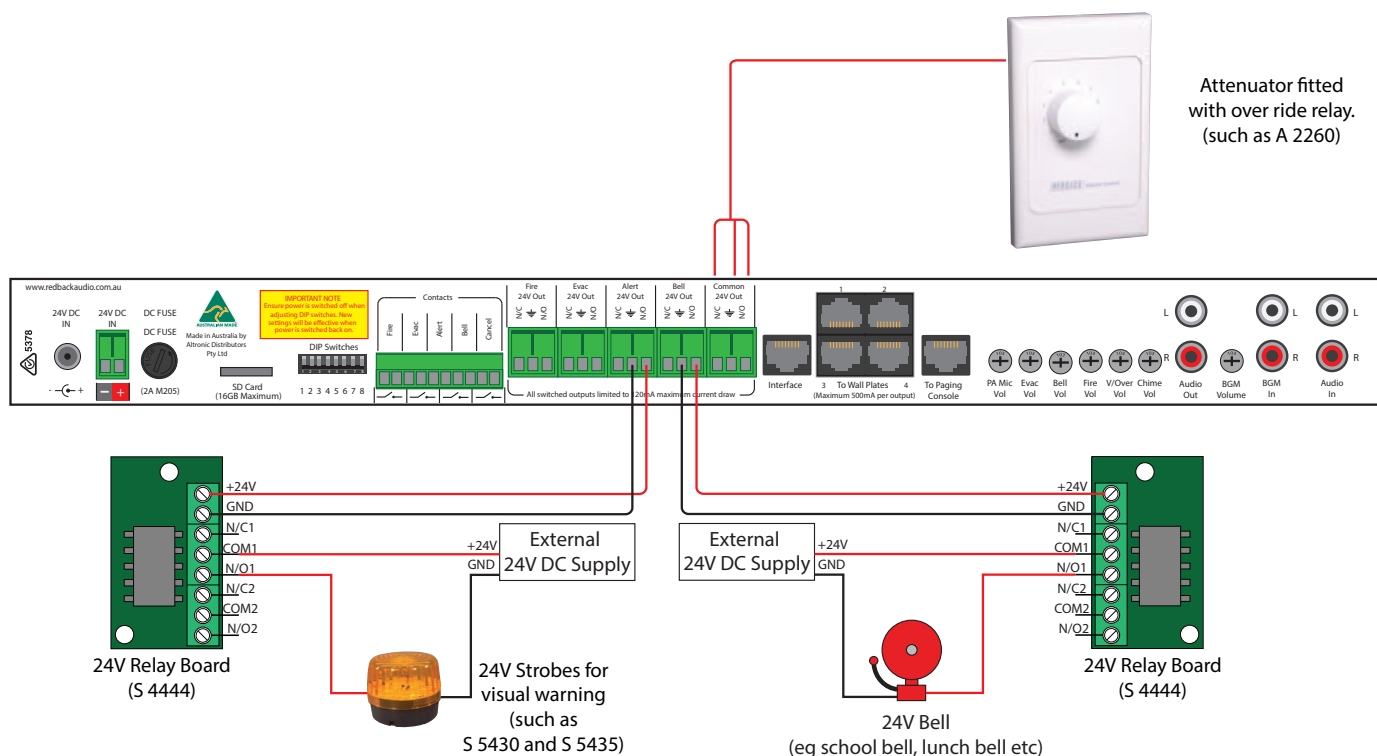 Attenuator fitted
with over ride relay.
(such as A 2260)
www.redbackaudio.com.au
5378
24V DC
IN
24V DC
IN
DC FUSE
DC FUSE
(2A M205)
- +
AUSTRALIAN MADE
Made in Australia by
Altronic Distributors
Pty Ltd
SD Card
(16GB Maximum)
IMPORTANT NOTE
Ensure power is switched off when
adjusting DIP switches. New
settings will be effective when
power is switched back on.
DIP Switches
1 2 3 4 5 6 7 8
Contacts
Fire
Evac
Alert
Bell
Cancel
Fire
24V Out
N/C N/O
Evac
24V Out
N/C N/O
Alert
24V Out
N/C N/O
Bell
24V Out
N/C N/O
Common
24V Out
N/C N/O
All switched outputs limited to 120mA maximum current draw
Interface
1 2
3 To Wall Plates 4
(Maximum 500mA per output)
To Paging
Console
PA Mic
Vol
Evac
Vol
Bell
Vol
Fire
Vol
V/Over
Vol
Chime
Vol
L
R
Audio
Out
BGM
Volume
L
R
BGM
In
L
R
Audio
In
+24V
GND
N/C1
COM1
N/O1
N/C2
COM2
N/O2
24V Relay Board
(S 4444)
+24V
GND
External
24V DC Supply
24V Strobes for
visual warning
(such as
S 5430 and S 5435)
External
24V DC Supply
+24V
GND
24V Bell
(eg school bell, lunch bell etc)
+24V
GND
N/C1
COM1
N/O1
N/C2
COM2
N/O2
24V Relay Board
(S 4444)